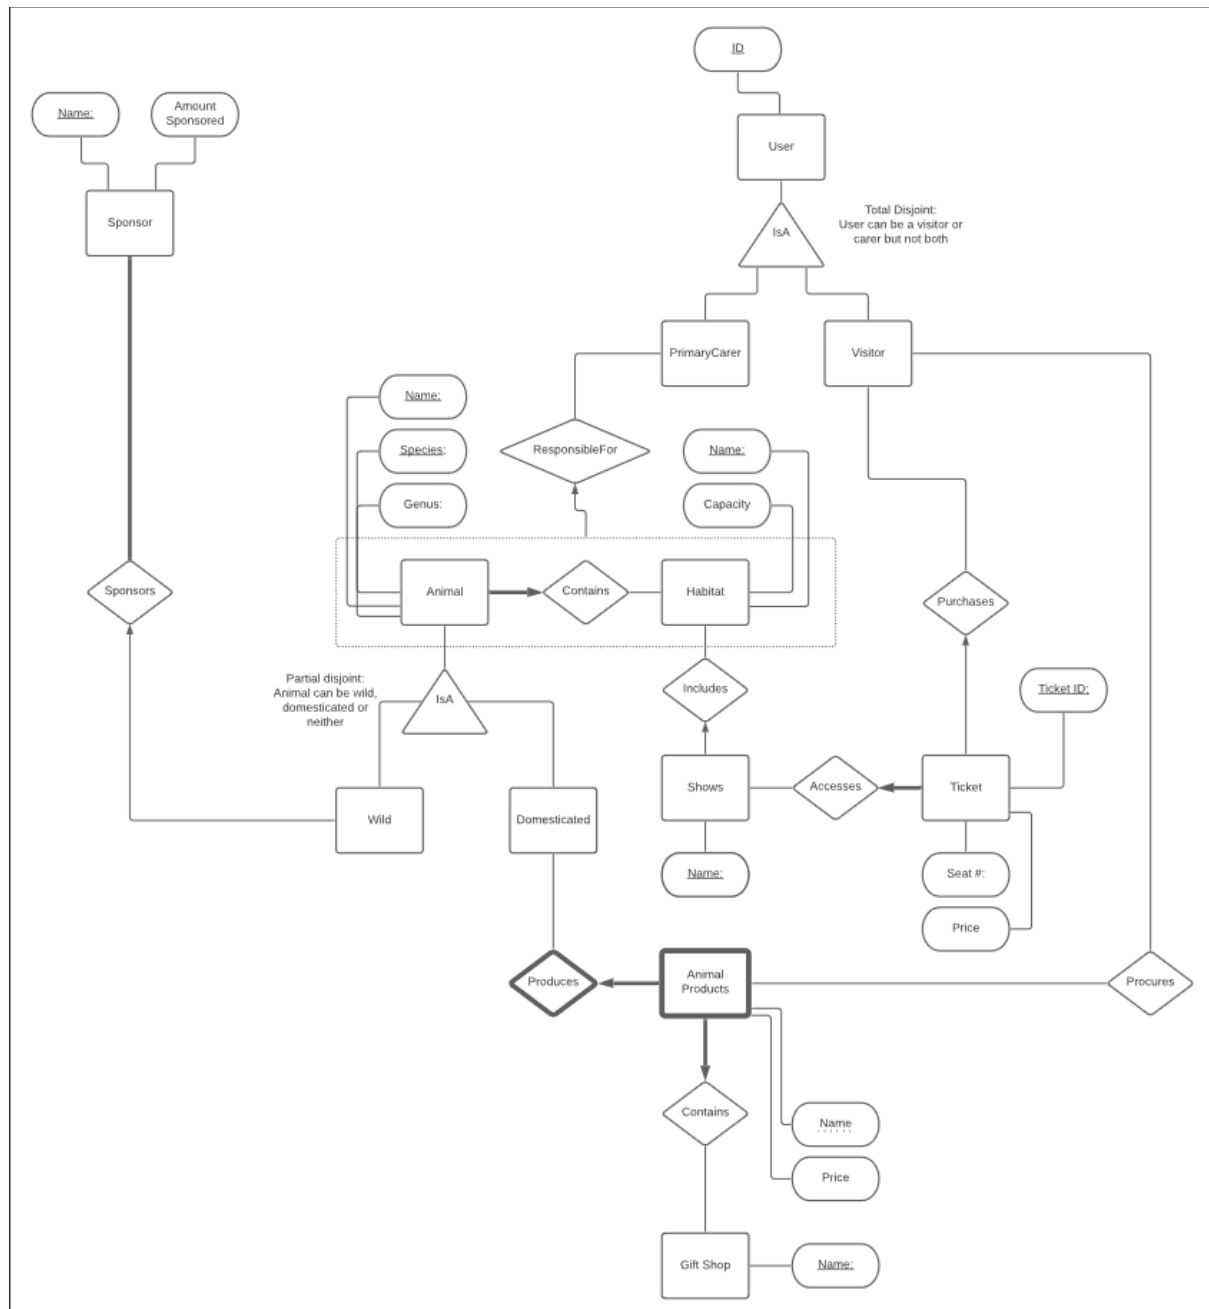 ID
Name:
Amount
Sponsored
User
Sponsor
Total Disjoint:
User can be a visitor or
carer but not both
IsA
PrimaryCarer
Visitor
Name:
ResponsibleFor
Species:
Name:
Genus:
Capacity
Animal
Contains
Habitat
Sponsors
Purchases
Partial disjoint:
Animal can be wild,
domesticated or
neither
IsA
Includes
Ticket ID:
Shows
Accesses
Ticket
Wild
Domesticated
Name:
Seat #:
Price
Produces
Animal
Products
Procures
Contains
Name
Price
Gift Shop
Name: